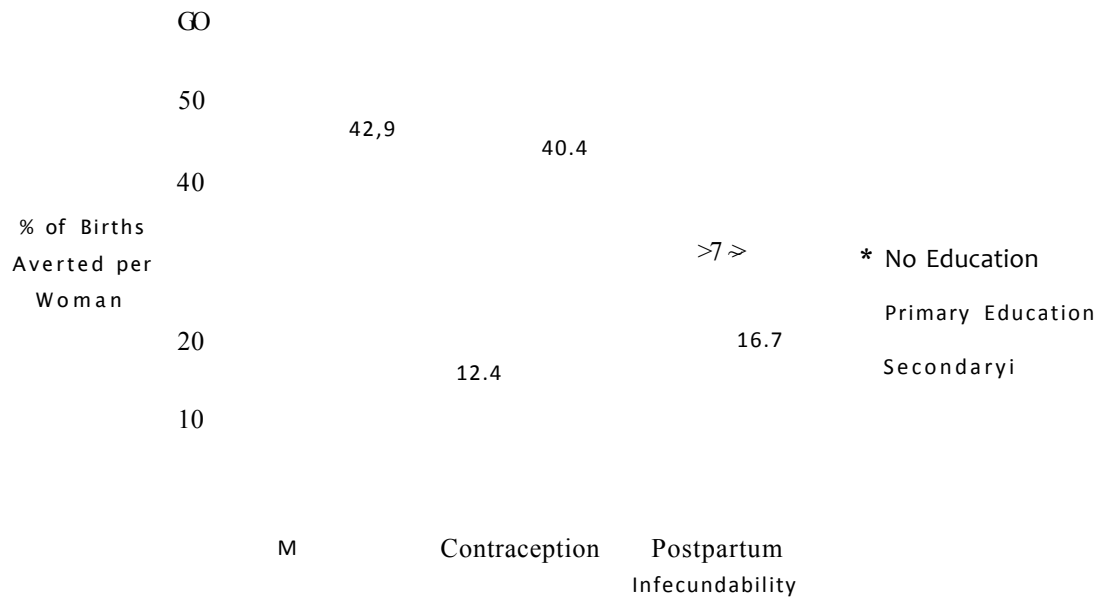 GO
50
42,9
40.4
40
% of Births
Averted per
Woman
>7 >
* No Education
Primary Education
20
16.7
12.4
Secondaryi
10
M
Contraception
Postpartum
Infecundability